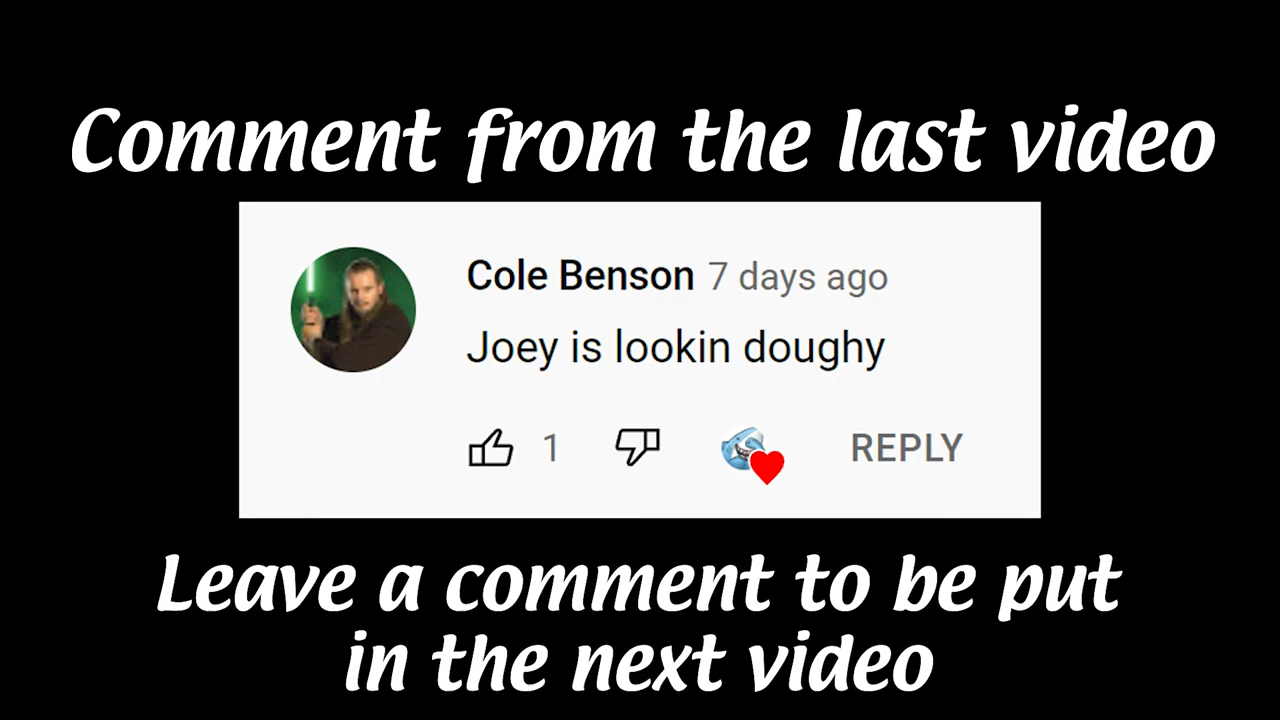 Comment from the last video
Cole Benson 7 days ago
Joey is lookin doughy
1 REPLY
Leave a comment to be put
in the next video